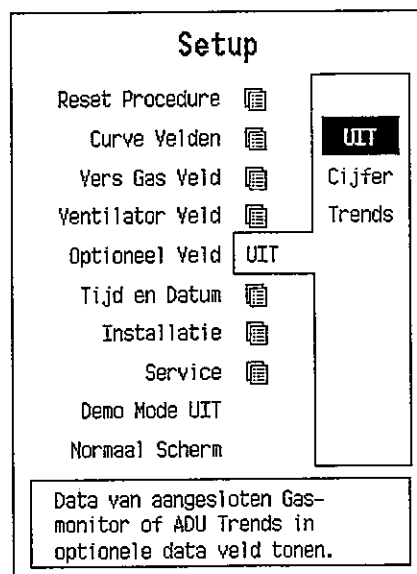 Setup
Reset Procedure
Curve Velden
UIT
Vers Gas Veld
Cijfer
Ventilator Veld
Trends
Optioneel Veld UIT
Tijd en Datum
Installatie
Service
Demo Mode UIT
Normaal Scherm
Data van aangesloten Gas-
monitor of ADU Trends in
optionele data veld tonen.